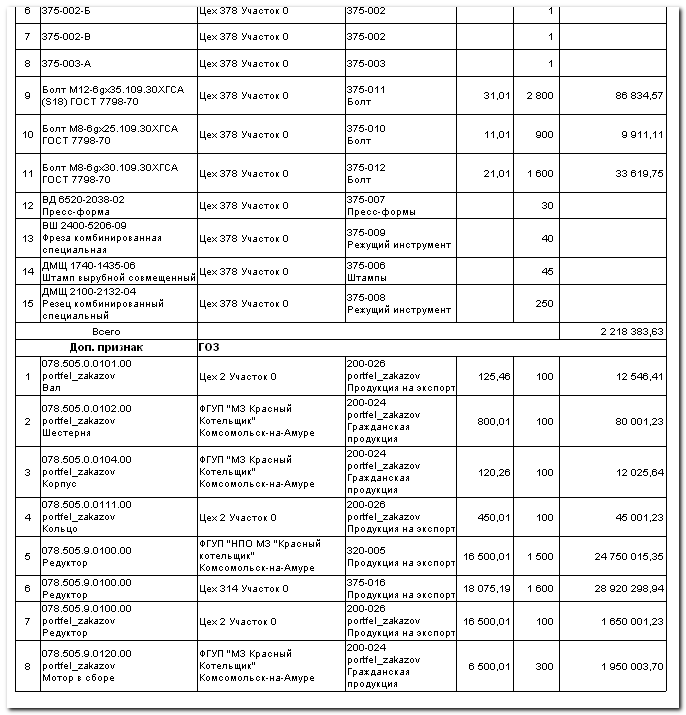 6 375-002-Б Цех 378 Участок 0 375-002 1
7 375-002-В Цех 378 Участок 0 375-002 1
8 375-003-А Цех 378 Участок 0 375-003 1
9 Болт М12-6gх35.109.30ХГСА (S18) ГОСТ 7798-70 Цех 378 Участок 0 375-011 Болт 31,01 2 800 86 834,57
10 Болт М8-6gх25.109.30ХГСА ГОСТ 7798-70 Цех 378 Участок 0 375-010 Болт 11,01 900 9 911,11
11 Болт М8-6gх30.109.30ХГСА ГОСТ 7798-70 Цех 378 Участок 0 375-012 Болт 21,01 1 600 33 619,75
12 ВД 6520-2038-02 Пресс-форма Цех 378 Участок 0 375-007 Пресс-формы 30
13 ВШ 2400-5206-09 Фреза комбинированная специальная Цех 378 Участок 0 375-009 Режущий инструмент 40
14 ДМЩ 1740-1435-06 Штамп вырубной совмещенный Цех 378 Участок 0 375-006 Штампы 45
15 ДМЩ 2100-2132-04 Резец комбинированный специальный Цех 378 Участок 0 375-008 Режущий инструмент 250
Всего 2 218 383,63
Доп. признак ГОЗ
1 078.505.0.0101.00 portfel_zakazov Вал Цех 2 Участок 0 200-026 portfel_zakazov Продукция на экспорт 125,46 100 12 546,41
2 078.505.0.0102.00 portfel_zakazov Шестерня ФГУП "МЗ Красный Котельщик" Комсомольск-на-Амуре 200-024 portfel_zakazov Гражданская продукция 800,01 100 80 001,23
3 078.505.0.0104.00 portfel_zakazov Корпус ФГУП "МЗ Красный Котельщик" Комсомольск-на-Амуре 200-024 portfel_zakazov Гражданская продукция 120,26 100 12 025,64
4 078.505.0.0111.00 portfel_zakazov Кольцо Цех 2 Участок 0 200-026 portfel_zakazov Продукция на экспорт 450,01 100 45 001,23
5 078.505.9.0100.00 Редуктор ФГУП "НПО МЗ "Красный котельщик" Комсомольск-на-Амуре 320-005 Продукция на экспорт 16 500,01 1 500 24 750 015,35
6 078.505.9.0100.00 Редуктор Цех 314 Участок 0 375-016 Продукция на экспорт 18 075,19 1 600 28 920 298,94
7 078.505.9.0100.00 portfel_zakazov Редуктор Цех 2 Участок 0 200-026 portfel_zakazov Продукция на экспорт 16 500,01 100 1 650 001,23
8 078.505.9.0120.00 portfel_zakazov Мотор в сборе ФГУП "МЗ Красный Котельщик" Комсомольск-на-Амуре 200-024 portfel_zakazov Гражданская продукция 6 500,01 300 1 950 003,70